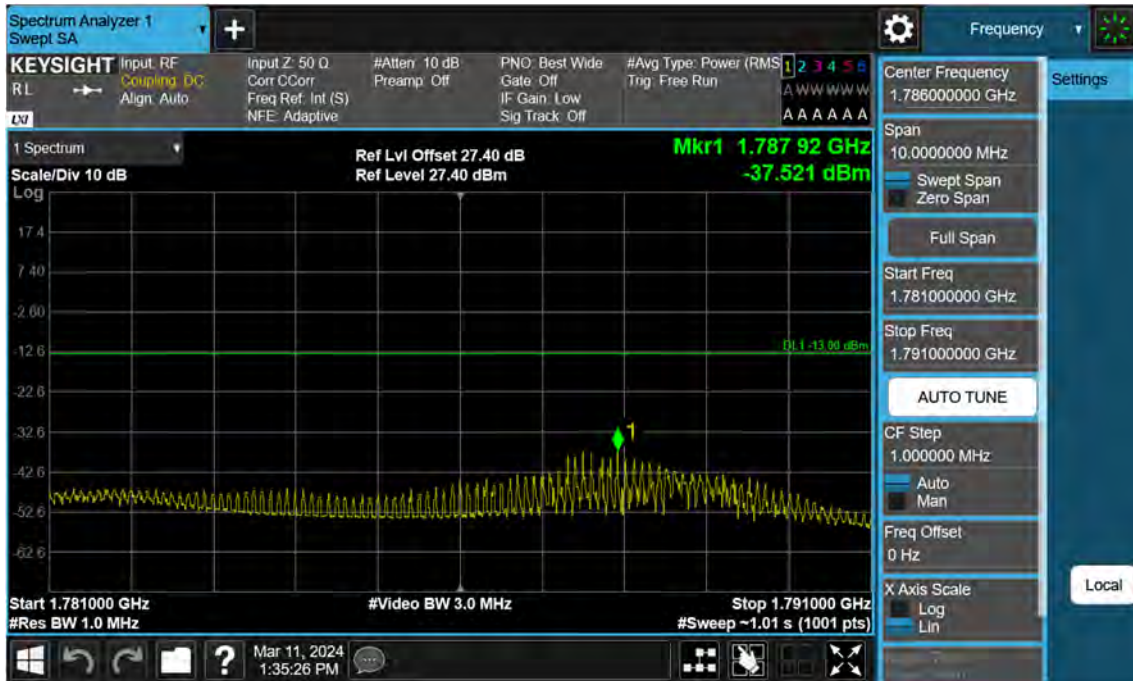 Spectrum Analyzer 1
Swept SA
+
Frequency
KEYSIGHT
RL
LXI
Input: RF
Coupling: DC
Align: Auto
Input Z: 50 Ω
Corr CCorr
Freq Ref: Int (S)
NFE: Adaptive
#Atten: 10 dB
Preamp: Off
PNO: Best Wide
Gate: Off
IF Gain: Low
Sig Track: Off
#Avg Type: Power (RMS
Trig: Free Run
1 2 3 4 5 6
A W W W W W
A A A A A A
1 Spectrum
Scale/Div 10 dB
Log
Ref Lvl Offset 27.40 dB
Ref Level 27.40 dBm
Mkr1 1.787 92 GHz
-37.521 dBm
17.4
7.40
-2.60
-12.6
-22.6
-32.6
-42.6
-52.6
-62.6
DL1 -13.00 dBm
1
Start 1.781000 GHz
#Res BW 1.0 MHz
#Video BW 3.0 MHz
Stop 1.791000 GHz
#Sweep ~1.01 s (1001 pts)
Center Frequency
1.786000000 GHz
Span
10.0000000 MHz
Swept Span
Zero Span
Full Span
Start Freq
1.781000000 GHz
Stop Freq
1.791000000 GHz
AUTO TUNE
CF Step
1.000000 MHz
Auto
Man
Freq Offset
0 Hz
X Axis Scale
Log
Lin
Settings
Local
?
Mar 11, 2024
1:35:26 PM